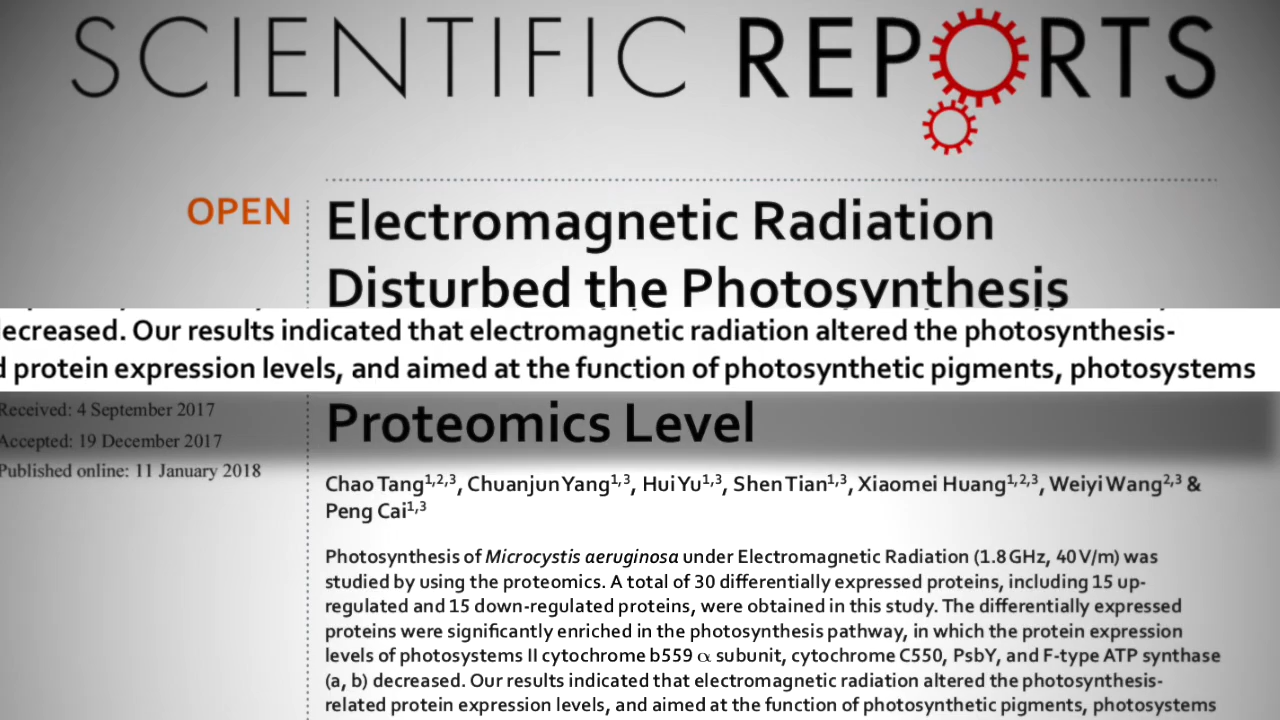 SCIENTIFIC REPORTS
OPEN
Electromagnetic Radiation
Disturbed the Photosynthesis
decreased. Our results indicated that electromagnetic radiation altered the photosynthesis-
d protein expression levels, and aimed at the function of photosynthetic pigments, photosystems
Received: 4 September 2017
Accepted: 19 December 2017
Published online: 11 January 2018
Proteomics Level
Chao Tang1,2,3, Chuanjun Yang1,3, Hui Yu1,3, Shen Tian1,3, Xiaomei Huang1,2,3, Weiyi Wang2,3 &
Peng Cai1,3
Photosynthesis of Microcystis aeruginosa under Electromagnetic Radiation (1.8 GHz, 40 V/m) was
studied by using the proteomics. A total of 30 differentially expressed proteins, including 15 up-
regulated and 15 down-regulated proteins, were obtained in this study. The differentially expressed
proteins were significantly enriched in the photosynthesis pathway, in which the protein expression
levels of photosystems II cytochrome b559 α subunit, cytochrome C550, PsbY, and F-type ATP synthase
(a, b) decreased. Our results indicated that electromagnetic radiation altered the photosynthesis-
related protein expression levels, and aimed at the function of photosynthetic pigments, photosystems